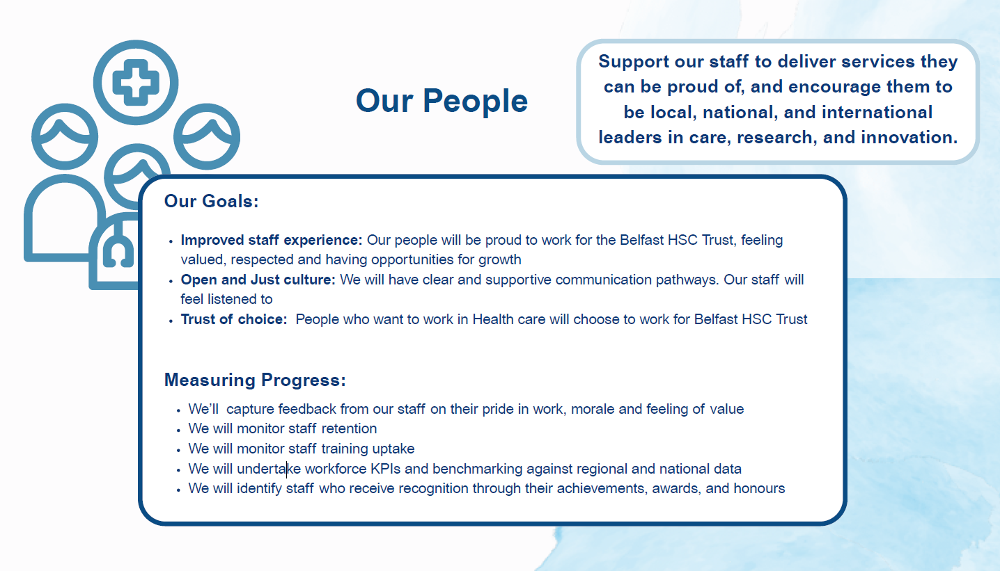 Our People
Support our staff to deliver services they
can be proud of, and encourage them to
be local, national, and international
leaders in care, research, and innovation.
Our Goals:
• Improved staff experience: Our people will be proud to work for the Belfast HSC Trust, feeling
valued, respected and having opportunities for growth
• Open and Just culture: We will have clear and supportive communication pathways. Our staff will
feel listened to
• Trust of choice:  People who want to work in Health care will choose to work for Belfast HSC Trust
Measuring Progress:
• We’ll  capture feedback from our staff on their pride in work, morale and feeling of value
• We will monitor staff retention
• We will monitor staff training uptake
• We will undertake workforce KPIs and benchmarking against regional and national data
• We will identify staff who receive recognition through their achievements, awards, and honours